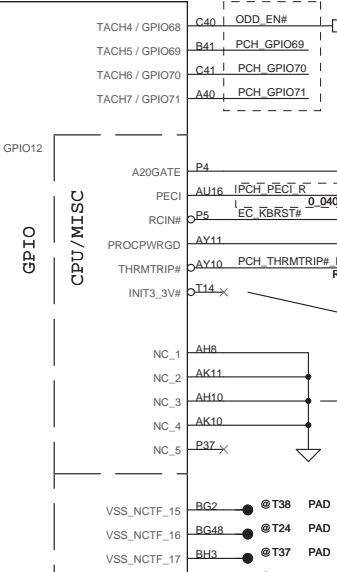 TACH4 / GPIO68 C40 ODD_EN#
TACH5 / GPIO69 B41 PCH_GPIO69
TACH6 / GPIO70 C41 PCH_GPIO70
TACH7 / GPIO71 A40 PCH_GPIO71
GPIO12
A20GATE P4
PECI AU16 PCH_PECI_R
0_040
RCIN# P5 EC_KBRST#
PROCPWRGD AY11
THRMTRIP# AY10 PCH_THRMTRIP#_
R
INIT3_3V# T14
GPIO
CPU/MISC
NC_1 AH8
NC_2 AK11
NC_3 AH10
NC_4 AK10
NC_5 P37
VSS_NCTF_15 BG2 @T38 PAD
VSS_NCTF_16 BG48 @T24 PAD
VSS_NCTF_17 BH3 @T37 PAD